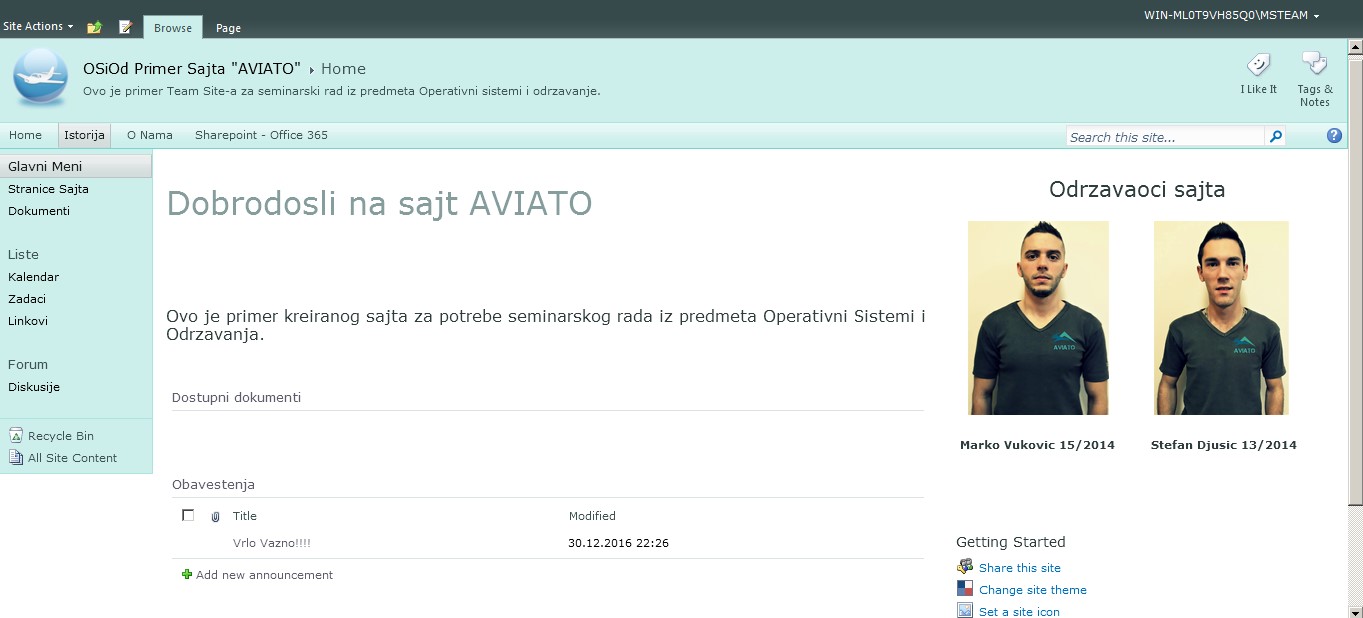 Site Actions
Browse
Page
WIN-ML0T9VH85Q0\MSTEAM
OSiOd Primer Sajta "AVIATO" Home
Ovo je primer Team Site-a za seminarski rad iz predmeta Operativni sistemi i odrzavanje.
I Like It
Tags &
Notes
Home
Istorija
O Nama
Sharepoint - Office 365
Search this site...
Glavni Meni
Stranice Sajta
Dokumenti
Liste
Kalendar
Zadaci
Linkovi
Forum
Diskusije
Recycle Bin
All Site Content
Dobrodosli na sajt AVIATO
Ovo je primer kreiranog sajta za potrebe seminarskog rada iz predmeta Operativni Sistemi i
Odrzavanja.
Dostupni dokumenti
Obavestenja
Title Modified
Vrlo Vazno!!!! 30.12.2016 22:26
Add new announcement
Odrzavaoci sajta
AVIATO
AVIATO
Marko Vukovic 15/2014
Stefan Djusic 13/2014
Getting Started
Share this site
Change site theme
Set a site icon